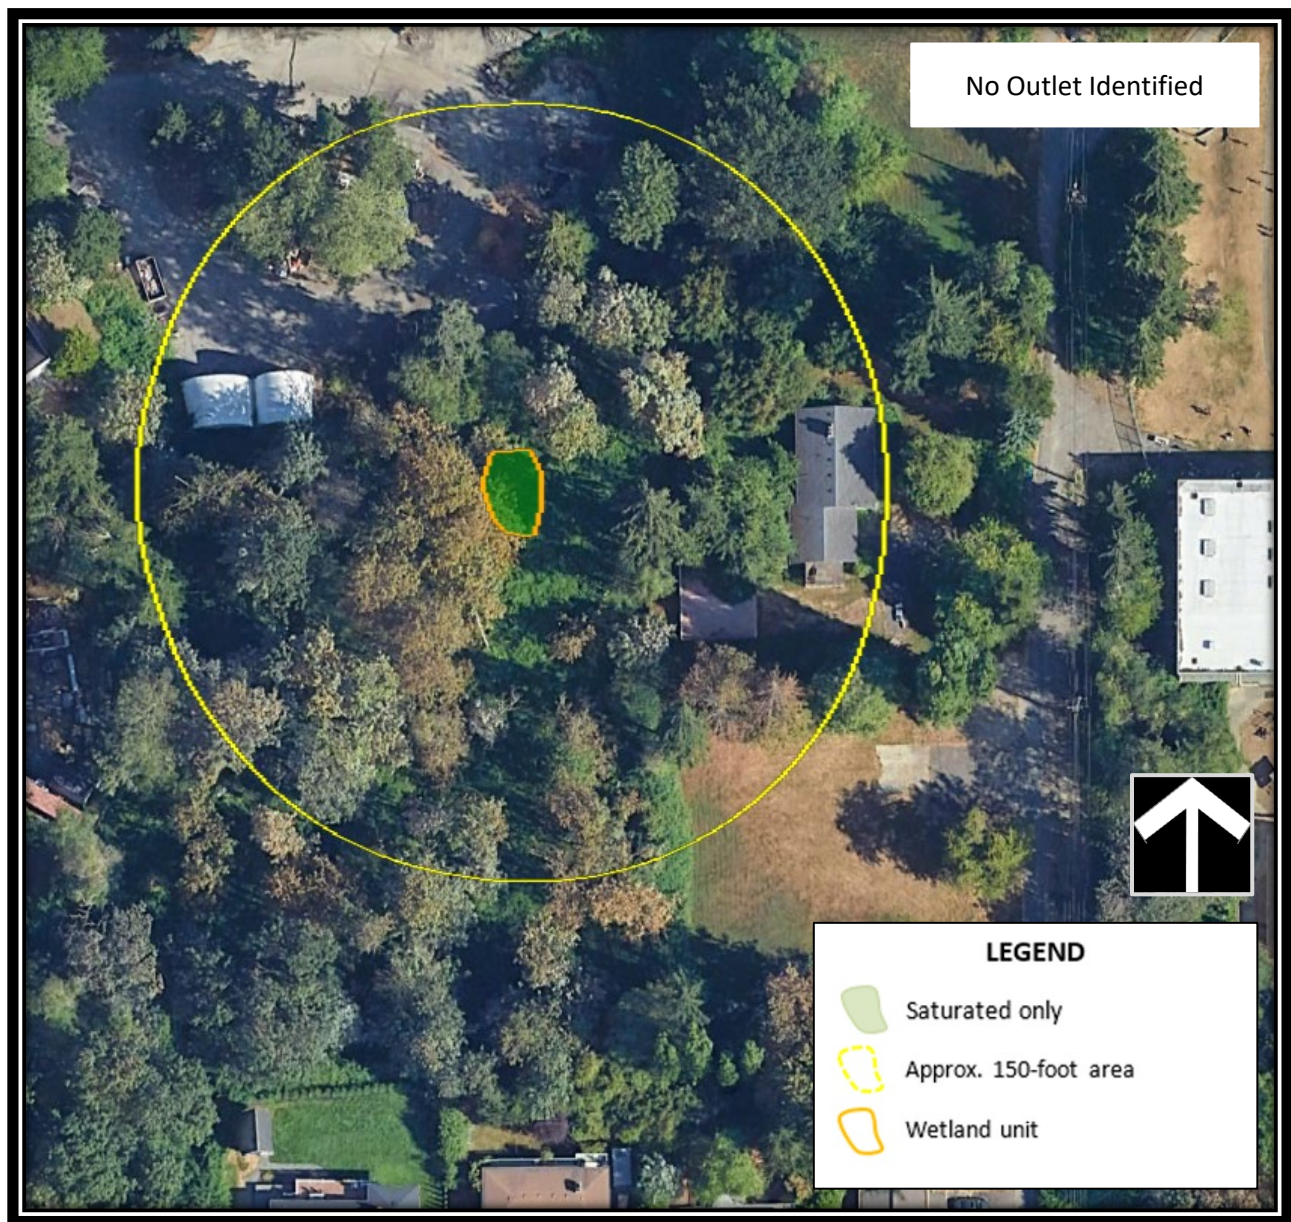 No Outlet Identified
LEGEND
Saturated only
Approx. 150-foot area
Wetland unit